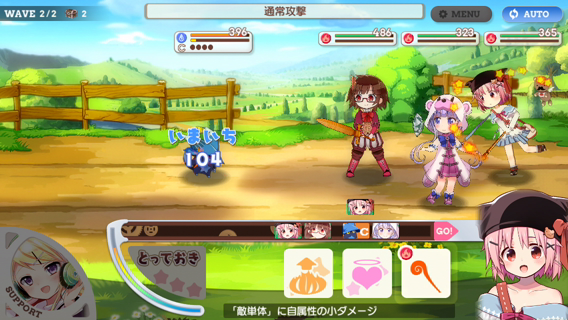 WAVE 2/2 2
通常攻撃
MENU
AUTO
396
C
486
323
365
いまいち
104
C
GO!
とっておき
SUPPORT
「敵単体」に自属性の小ダメージ